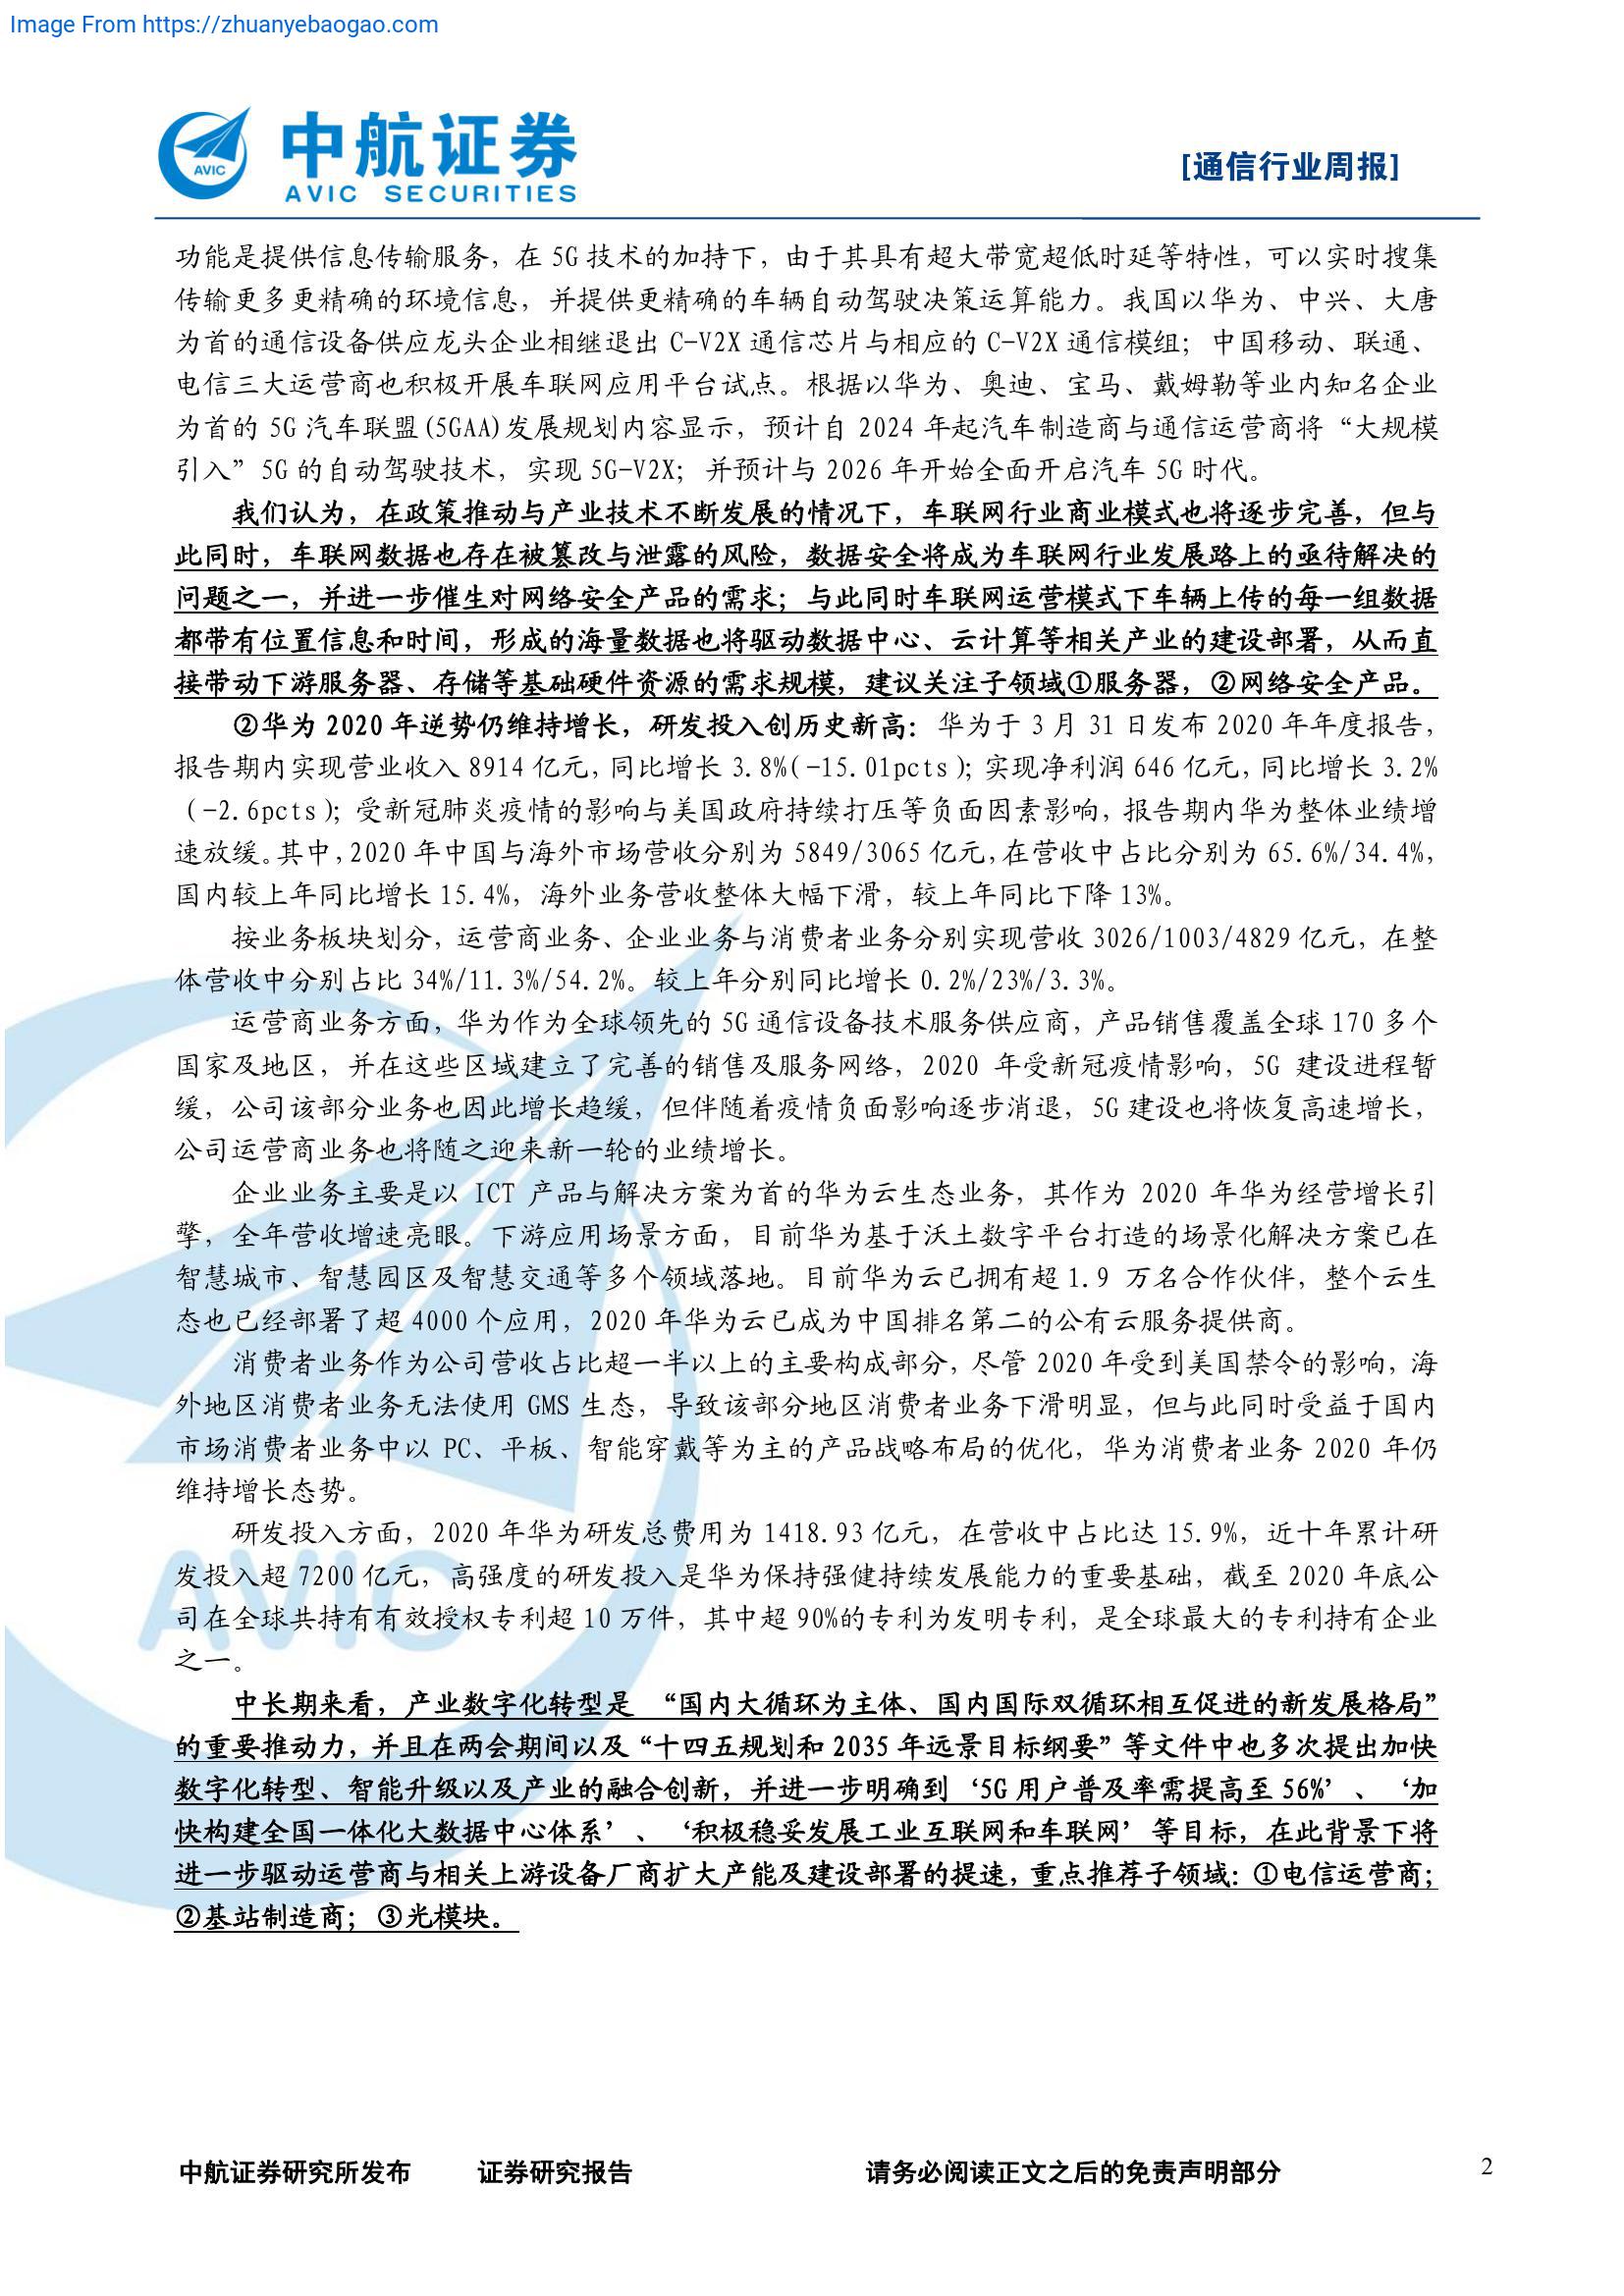 Image From https://zhuanyebaogao.com
AVIC
中航证券
AVIC SECURITIES
[通信行业周报]
功能是提供信息传输服务，在 5G 技术的加持下，由于其具有超大带宽超低时延等特性，可以实时搜集
传输更多更精确的环境信息，并提供更精确的车辆自动驾驶决策运算能力。我国以华为、中兴、大唐
为首的通信设备供应龙头企业相继退出 C-V2X 通信芯片与相应的 C-V2X 通信模组；中国移动、联通、
电信三大运营商也积极开展车联网应用平台试点。根据以华为、奥迪、宝马、戴姆勒等业内知名企业
为首的 5G 汽车联盟(5GAA)发展规划内容显示，预计自 2024 年起汽车制造商与通信运营商将“大规模
引入”5G 的自动驾驶技术，实现 5G-V2X；并预计与 2026 年开始全面开启汽车 5G 时代。
我们认为，在政策推动与产业技术不断发展的情况下，车联网行业商业模式也将逐步完善，但与
此同时，车联网数据也存在被篡改与泄露的风险，数据安全将成为车联网行业发展路上的亟待解决的
问题之一，并进一步催生对网络安全产品的需求；与此同时车联网运营模式下车辆上传的每一组数据
都带有位置信息和时间，形成的海量数据也将驱动数据中心、云计算等相关产业的建设部署，从而直
接带动下游服务器、存储等基础硬件资源的需求规模，建议关注子领域①服务器，②网络安全产品。
②华为 2020 年逆势仍维持增长，研发投入创历史新高：华为于 3 月 31 日发布 2020 年年度报告，
报告期内实现营业收入 8914 亿元，同比增长 3.8%(-15.01pcts)；实现净利润 646 亿元，同比增长 3.2%
(-2.6pcts)；受新冠肺炎疫情的影响与美国政府持续打压等负面因素影响，报告期内华为整体业绩增
速放缓。其中，2020 年中国与海外市场营收分别为 5849/3065 亿元，在营收中占比分别为 65.6%/34.4%，
国内较上年同比增长 15.4%，海外业务营收整体大幅下滑，较上年同比下降 13%。
按业务板块划分，运营商业务、企业业务与消费者业务分别实现营收 3026/1003/4829 亿元，在整
体营收中分别占比 34%/11.3%/54.2%。较上年分别同比增长 0.2%/23%/3.3%。
运营商业务方面，华为作为全球领先的 5G 通信设备技术服务供应商，产品销售覆盖全球 170 多个
国家及地区，并在这些区域建立了完善的销售及服务网络，2020 年受新冠疫情影响，5G 建设进程暂
缓，公司该部分业务也因此增长趋缓，但伴随着疫情负面影响逐步消退，5G 建设也将恢复高速增长，
公司运营商业务也将随之迎来新一轮的业绩增长。
企业业务主要是以 ICT 产品与解决方案为首的华为云生态业务，其作为 2020 年华为经营增长引
擎，全年营收增速亮眼。下游应用场景方面，目前华为基于沃土数字平台打造的场景化解决方案已在
智慧城市、智慧园区及智慧交通等多个领域落地。目前华为云已拥有超 1.9 万名合作伙伴，整个云生
态也已经部署了超 4000 个应用，2020 年华为云已成为中国排名第二的公有云服务提供商。
消费者业务作为公司营收占比超一半以上的主要构成部分，尽管 2020 年受到美国禁令的影响，海
外地区消费者业务无法使用 GMS 生态，导致该部分地区消费者业务下滑明显，但与此同时受益于国内
市场消费者业务中以 PC、平板、智能穿戴等为主的产品战略布局的优化，华为消费者业务 2020 年仍
维持增长态势。
研发投入方面，2020 年华为研发总费用为 1418.93 亿元，在营收中占比达 15.9%，近十年累计研
发投入超 7200 亿元，高强度的研发投入是华为保持强健持续发展能力的重要基础，截至 2020 年底公
司在全球共持有有效授权专利超 10 万件，其中超 90%的专利为发明专利，是全球最大的专利持有企业
之一。
中长期来看，产业数字化转型是 “国内大循环为主体、国内国际双循环相互促进的新发展格局”
的重要推动力，并且在两会期间以及“十四五规划和 2035 年远景目标纲要”等文件中也多次提出加快
数字化转型、智能升级以及产业的融合创新，并进一步明确到‘5G 用户普及率需提高至 56%’、‘加
快构建全国一体化大数据中心体系’、‘积极稳妥发展工业互联网和车联网’等目标，在此背景下将
进一步驱动运营商与相关上游设备厂商扩大产能及建设部署的提速，重点推荐子领域：①电信运营商；
②基站制造商；③光模块。
AVIC
中航证券研究所发布 证券研究报告 请务必阅读正文之后的免责声明部分 2